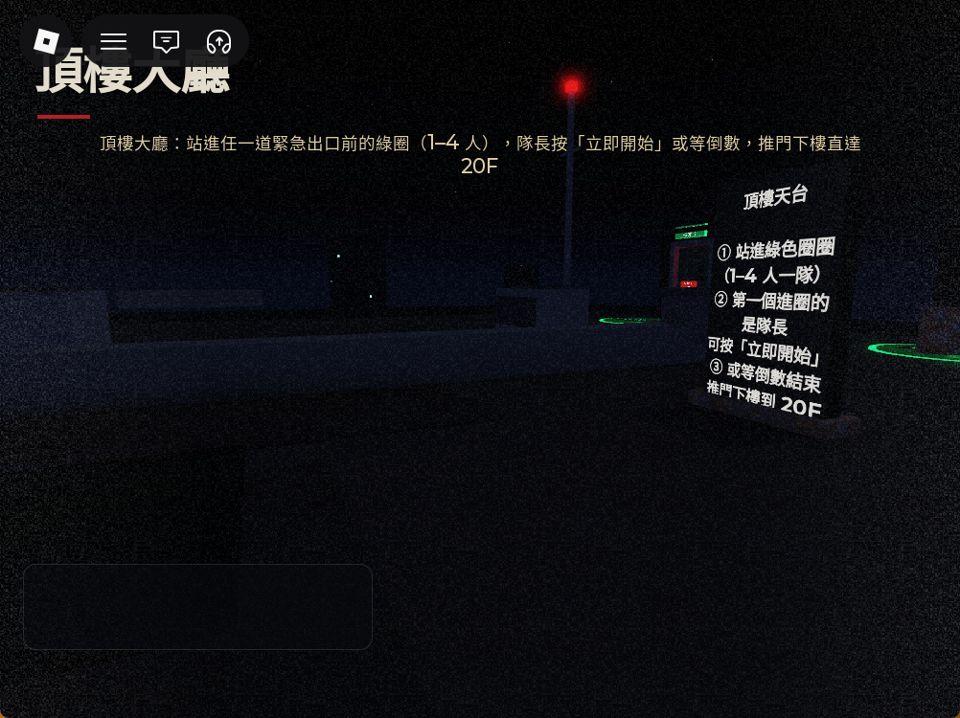 頂樓大廳
頂樓大廳：站進任一道緊急出口前的綠圈（1–4 人），隊長按「立即開始」或等倒數，推門下樓直達
20F
頂樓天台
① 站進綠色圈圈
（1–4 人一隊）
② 第一個進圈的
是隊長
可按「立即開始」
③ 或等倒數結束
推門下樓到 20F